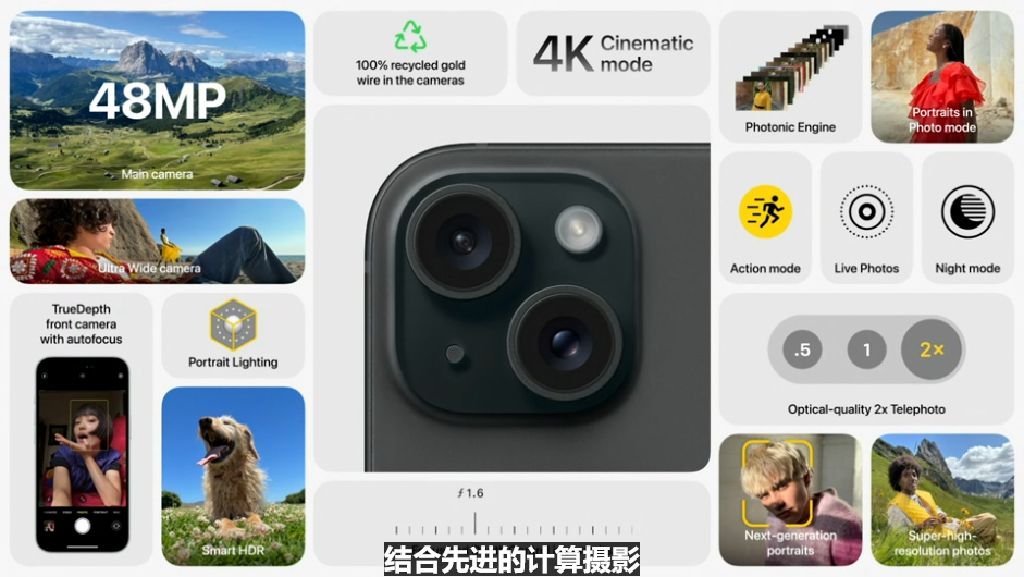 48MP
Main camera
Ultra Wide camera
TrueDepth
front camera
with autofocus
Portrait Lighting
Smart HDR
100% recycled gold
wire in the cameras
4K Cinematic
mode
ƒ1.6
Photonic Engine
Portraits in
Photo mode
Action mode
Live Photos
Night mode
.5 1 2×
Optical-quality 2x Telephoto
Next-generation
portraits
Super-high-
resolution photos
结合先进的计算摄影